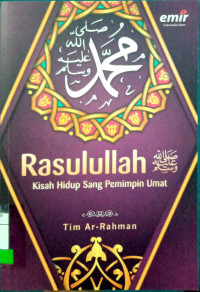 emir
محمد
صلى الله عليه وسلم
Rasulullah ﷺ
Kisah Hidup Sang Pemimpin Umat
Tim Ar-Rahman